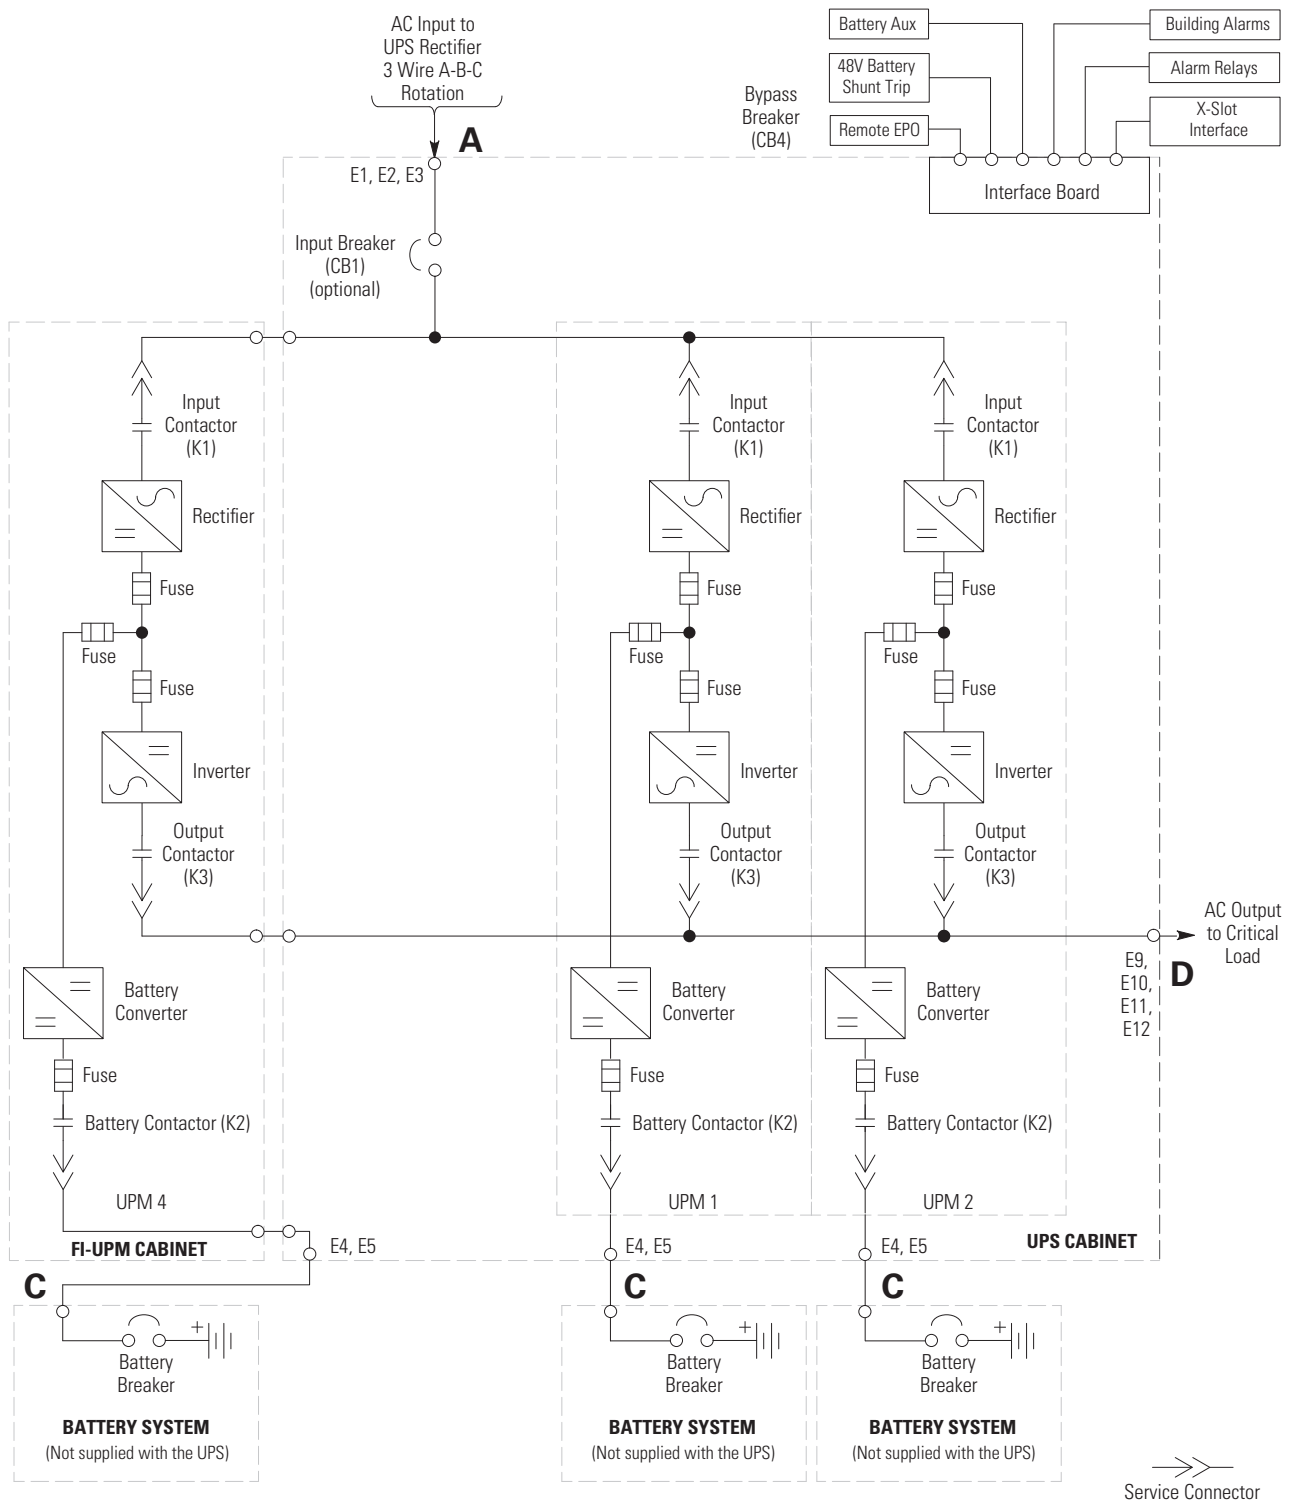 AC Input to
UPS Rectifier
3 Wire A-B-C
Rotation
A
Bypass
Breaker
(CB4)
Battery Aux
48V Battery
Shunt Trip
Remote EPO
Building Alarms
Alarm Relays
X-Slot
Interface
Interface Board
E1, E2, E3
Input Breaker
(CB1)
(optional)
Input
Contactor
(K1)
Input
Contactor
(K1)
Input
Contactor
(K1)
Rectifier
Rectifier
Rectifier
Fuse
Fuse
Fuse
Fuse
Fuse
Fuse
Fuse
Fuse
Fuse
Inverter
Inverter
Inverter
Output
Contactor
(K3)
Output
Contactor
(K3)
Output
Contactor
(K3)
AC Output
to Critical
Load
D
E9,
E10,
E11,
E12
Battery
Converter
Battery
Converter
Battery
Converter
Fuse
Fuse
Fuse
Battery Contactor (K2)
Battery Contactor (K2)
Battery Contactor (K2)
UPM 4
UPM 1
UPM 2
FI-UPM CABINET
E4, E5
E4, E5
E4, E5
UPS CABINET
C
C
C
+
+
+
Battery
Breaker
Battery
Breaker
Battery
Breaker
BATTERY SYSTEM
(Not supplied with the UPS)
BATTERY SYSTEM
(Not supplied with the UPS)
BATTERY SYSTEM
(Not supplied with the UPS)
Service Connector